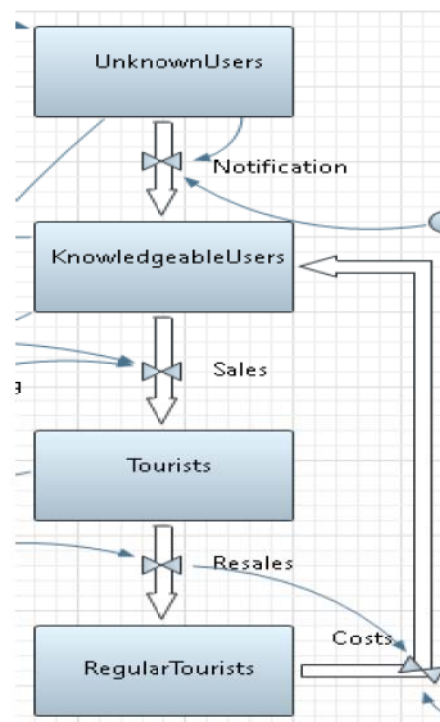 UnknownUsers
Notification
KnowledgeableUsers
Sales
g
Tourists
Resales
Costs
RegularTourists